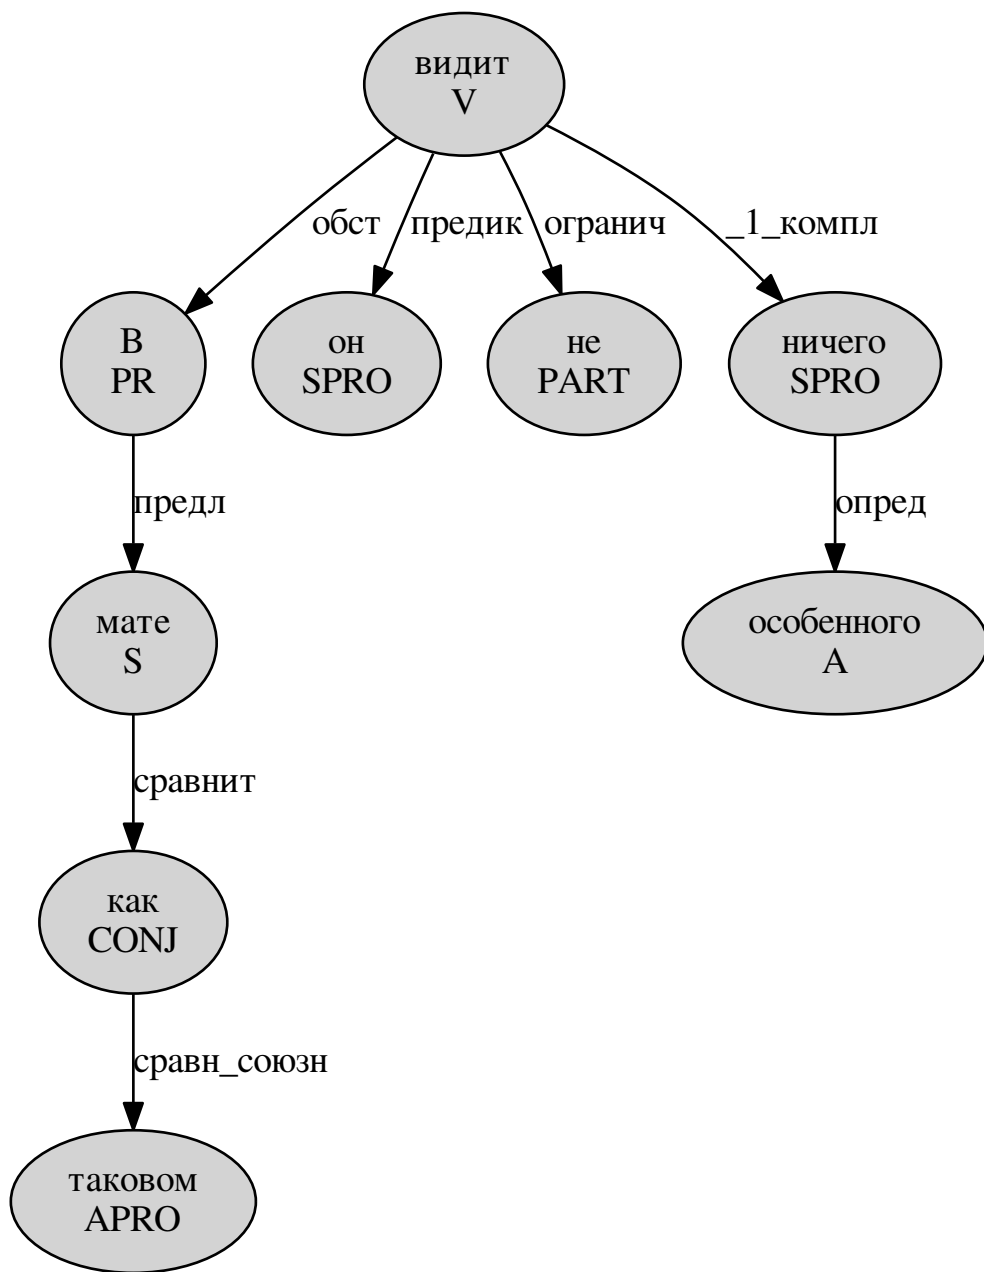 видит
V
обст
предик
огранич
_1_компл
В
PR
он
SPRO
не
PART
ничего
SPRO
предл
опред
мате
S
особенного
A
сравнит
как
CONJ
сравн_союзн
таковом
APRO